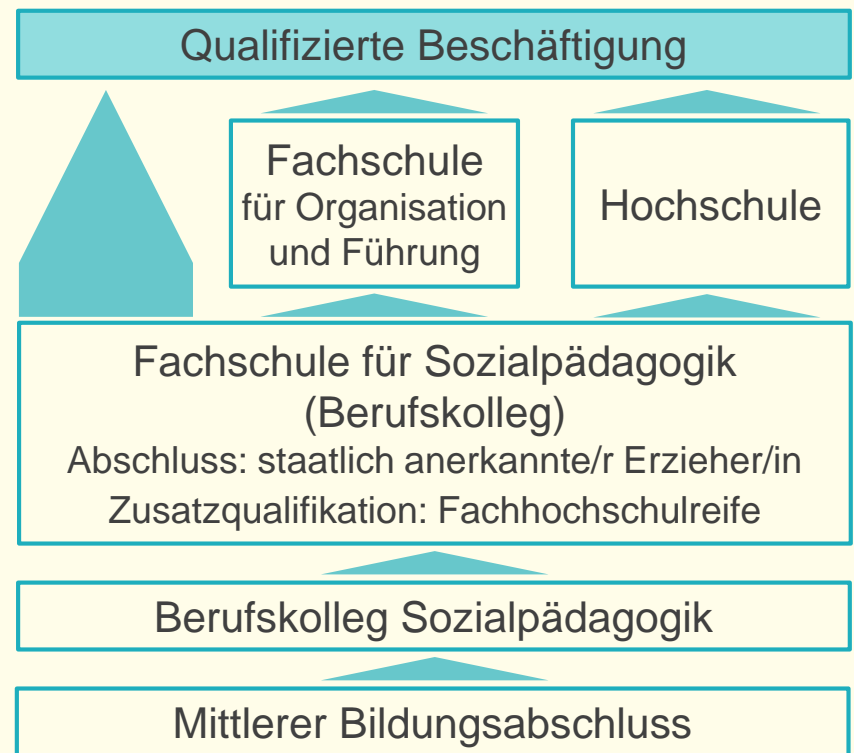 Qualifizierte Beschäftigung
Fachschule
für Organisation
und Führung
Hochschule
Fachschule für Sozialpädagogik
(Berufskolleg)
Abschluss: staatlich anerkannte/r Erzieher/in
Zusatzqualifikation: Fachhochschulreife
Berufskolleg Sozialpädagogik
Mittlerer Bildungsabschluss